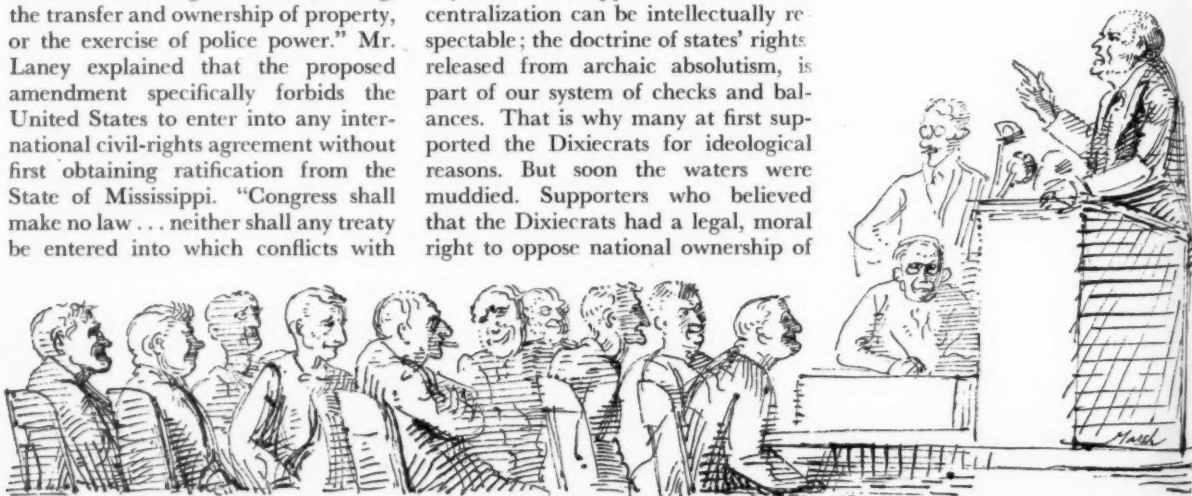 the transfer and ownership of property,
or the exercise of police power.” Mr.
Laney explained that the proposed
amendment specifically forbids the
United States to enter into any inter-
national civil-rights agreement without
first obtaining ratification from the
State of Mississippi. “Congress shall
make no law . . . neither shall any treaty
be entered into which conflicts with
centralization can be intellectually re
spectable; the doctrine of states’ rights
released from archaic absolutism, is
part of our system of checks and bal-
ances. That is why many at first sup-
ported the Dixiecrats for ideological
reasons. But soon the waters were
muddied. Supporters who believed
that the Dixiecrats had a legal, moral
right to oppose national ownership of
Marsh